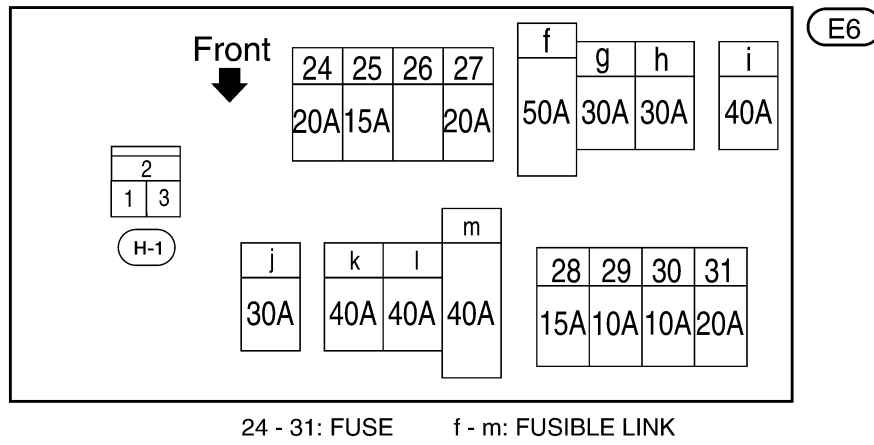 E6
Front
24 25 26 27
20A 15A 20A
f g h i
50A 30A 30A 40A
2
1 3
H-1
j k l m
30A 40A 40A 40A
28 29 30 31
15A 10A 10A 20A
24 - 31: FUSE f - m: FUSIBLE LINK